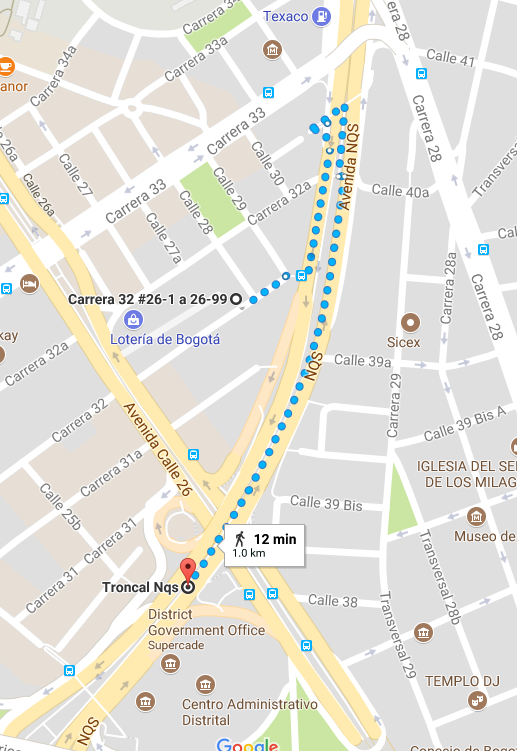 Texaco
Calle 41
Carrera 28
Carrera 33a
Carrera 34a
anor
Carrera 33
Carrera 28
Transversal
Avenida NQS
Calle 30
Calle 27
Calle 29
Carrera 32a
Calle 40a
26a
Calle 26a
Carrera 33
Calle 28
Calle 27a
Carrera 28a
Carrera 32 #26-1 a 26-99
Lotería de Bogotá
Sicex
Carrera 28
kay
Carrera 32a
NQS
Calle 39a
Carrera 29
Carrera 32
Avenida Calle 26
Calle 39 Bis A
Carrera 31a
IGLESIA DEL SE
DE LOS MILAG
Calle 25b
Calle 39 Bis
Carrera 31
12 min
1.0 km
Museo de
Transversal 28b
Carrera 31
Troncal Nqs
Calle 38
District
Government Office
Supercade
Transversal 29
TEMPLO DJ
Centro Administrativo
Distrital
NQS
Google
Concejo de Bogo